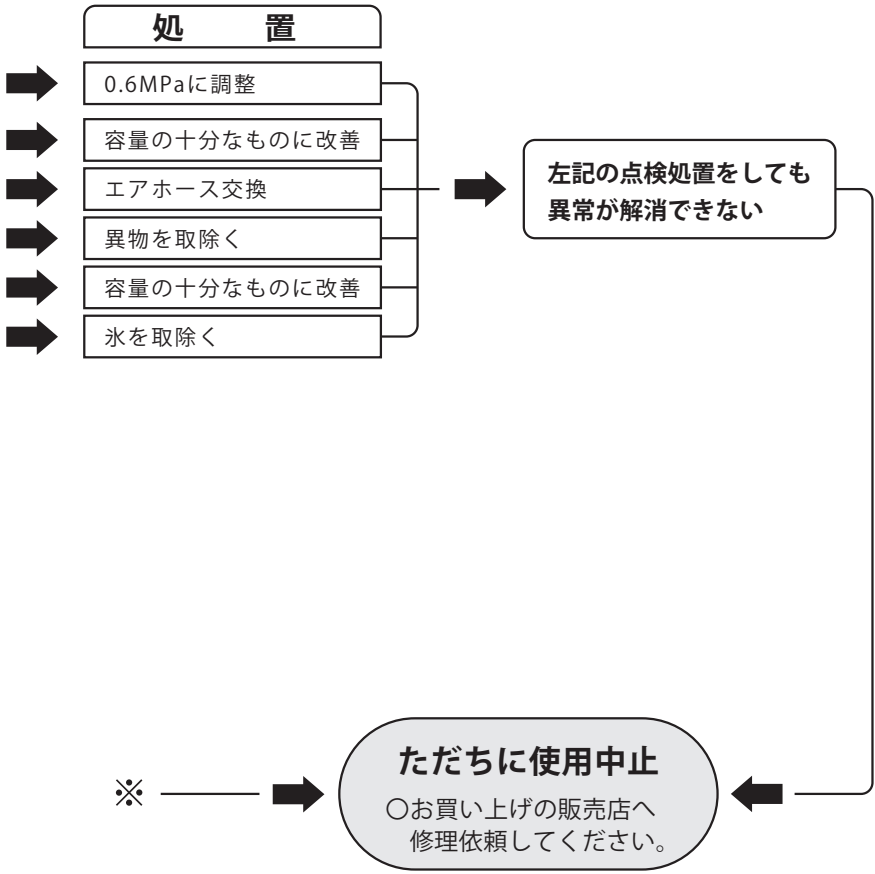 処　置
0.6MPaに調整
容量の十分なものに改善
エアホース交換
異物を取除く
容量の十分なものに改善
氷を取除く
左記の点検処置をしても
異常が解消できない
※
ただちに使用中止
○お買い上げの販売店へ
修理依頼してください。